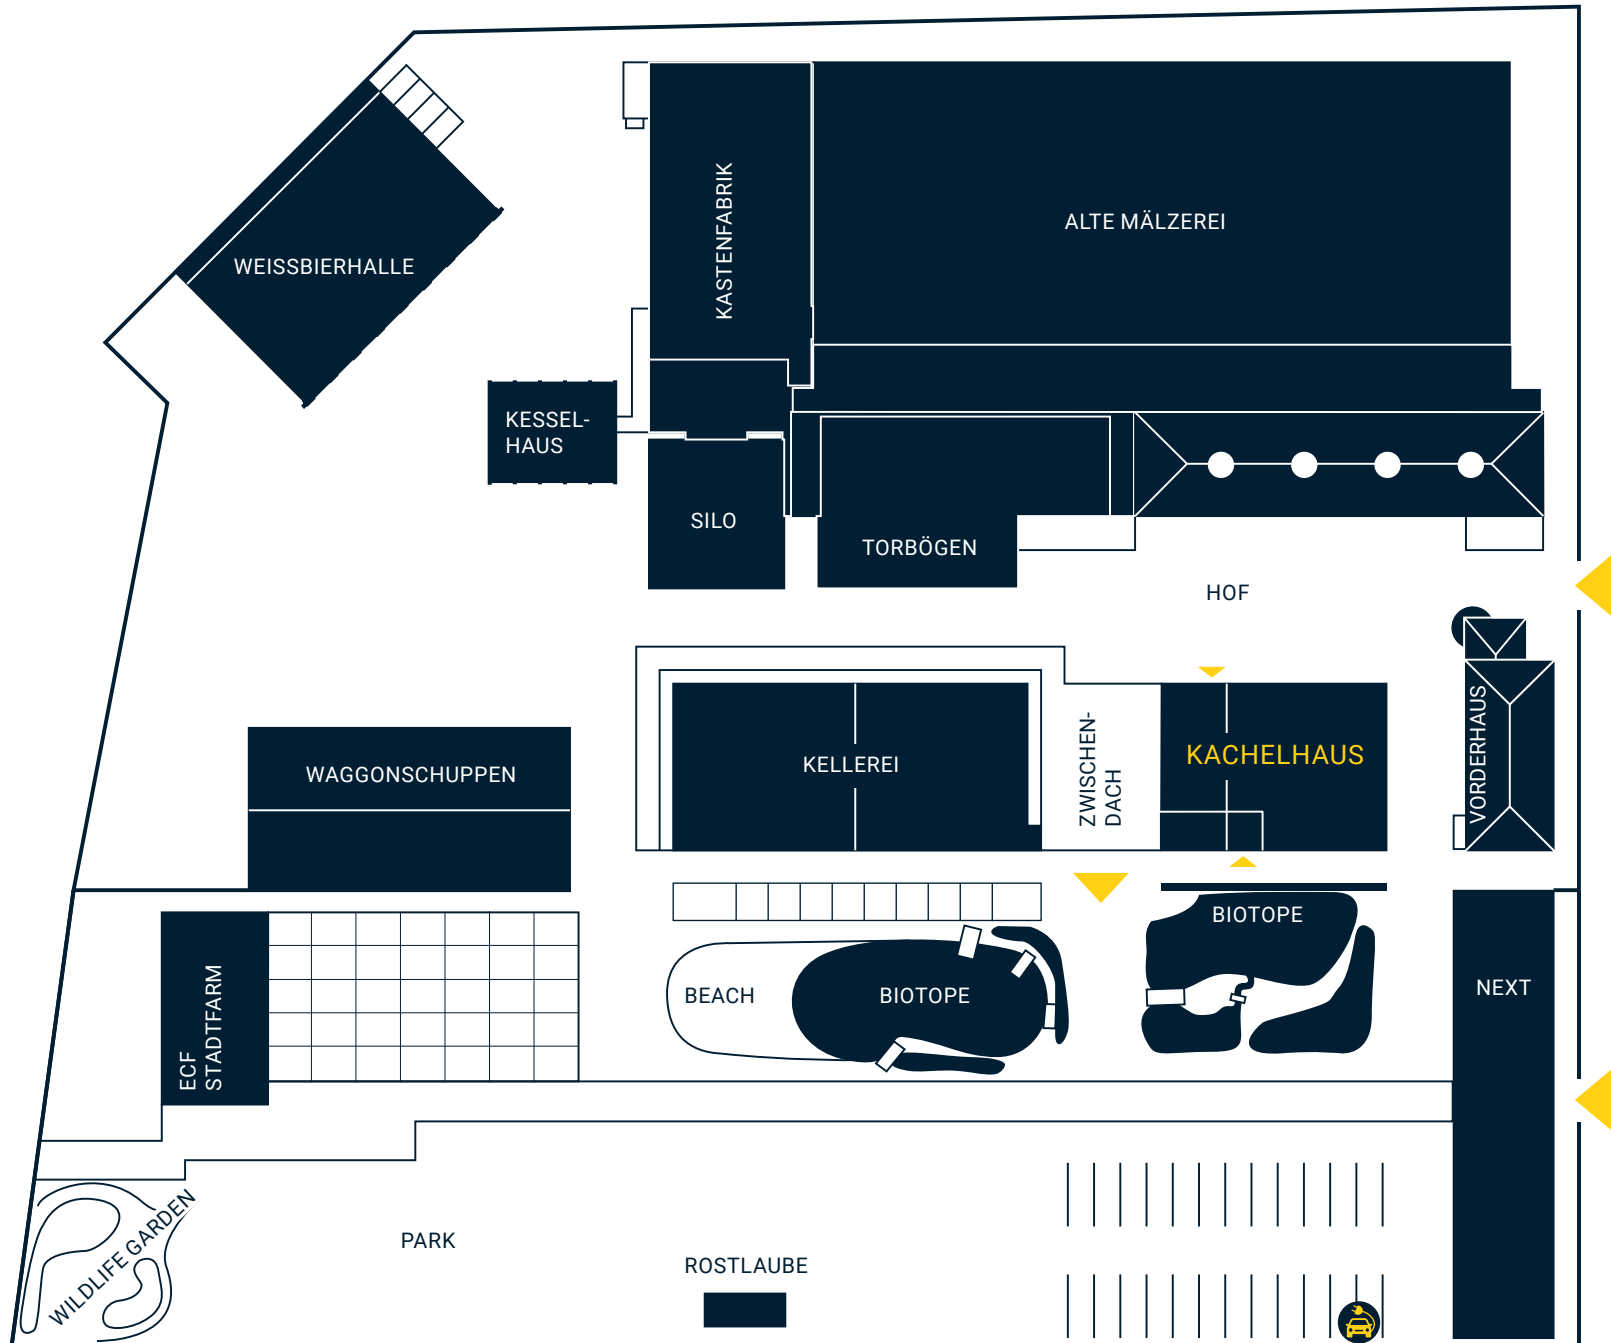 KASTENFABRIK
ALTE MÄLZEREI
WEISSBIERHALLE
KESSEL-
HAUS
SILO
TORBÖGEN
HOF
VORDERHAUS
ZWISCHEN-
DACH
KACHELHAUS
KELLEREI
WAGGONSCHUPPEN
BIOTOPE
ECF
STADTFARM
BEACH
BIOTOPE
NEXT
WILDLIFE GARDEN
PARK
ROSTLAUBE